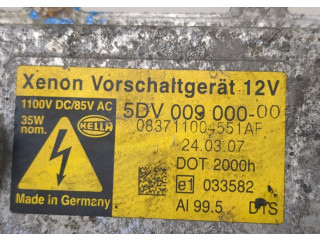 Xenon Vorschaltgerät 12V
1100V DC/85V AC
35W
nom.
HELLA
5DV 009 000-00
083711004551AF
24.03.07
DOT 2000h
e1 033582
Made in Germany
Al 99.5 DTS